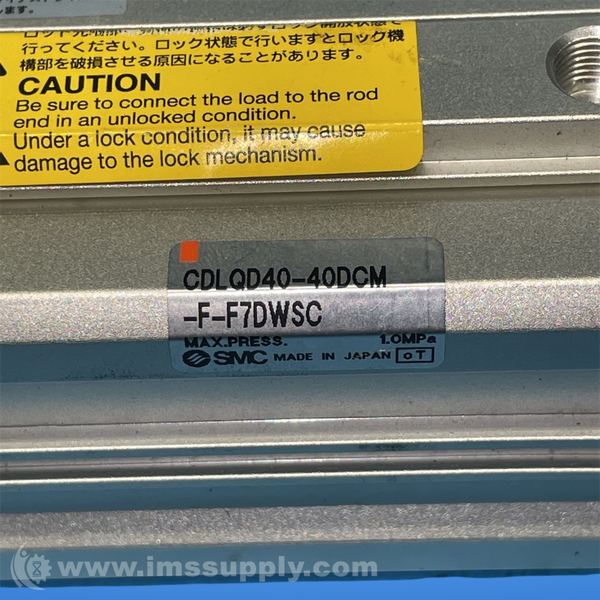 行ってください。ロック状態で行いますとロック機
構部を破損させる原因になることがあります。
CAUTION
Be sure to connect the load to the rod
end in an unlocked condition.
Under a lock condition, it may cause
damage to the lock mechanism.
CDLQD40-40DCM
-F-F7DWSC
MAX.PRESS. 1.0MPa
SMC MADE IN JAPAN oT
www.imssupply.com